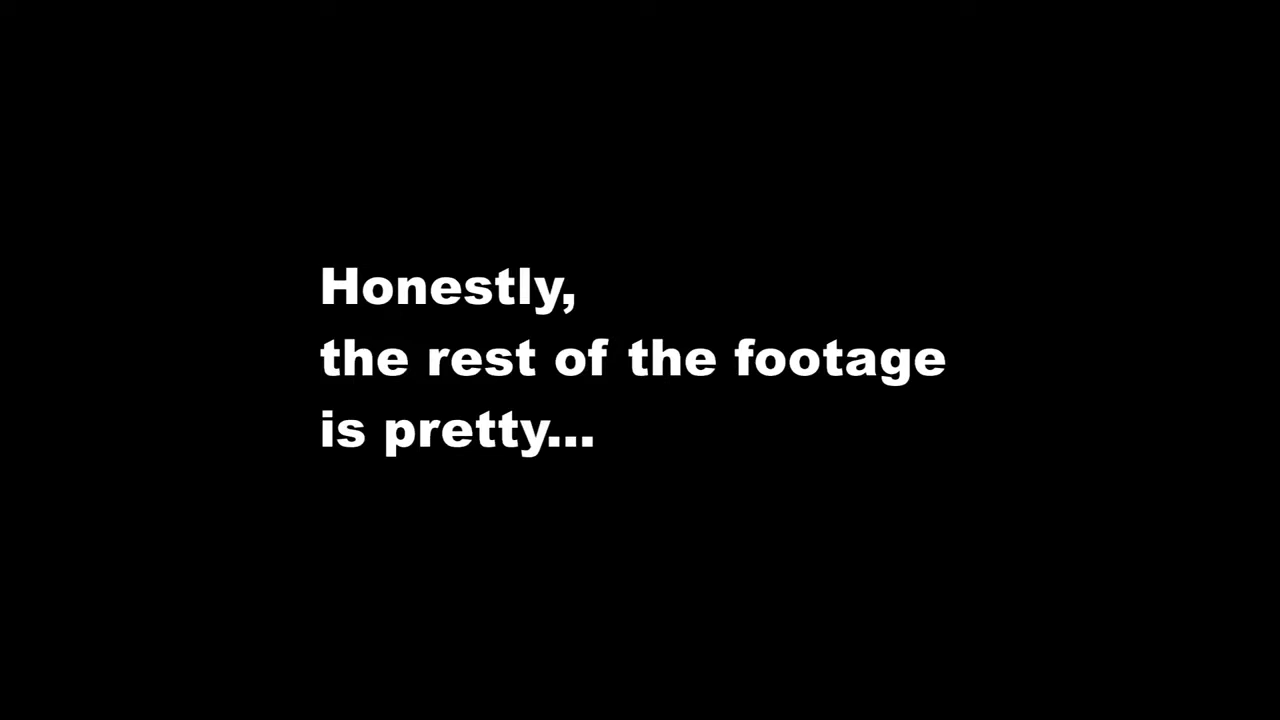 Honestly,
the rest of the footage
is pretty...